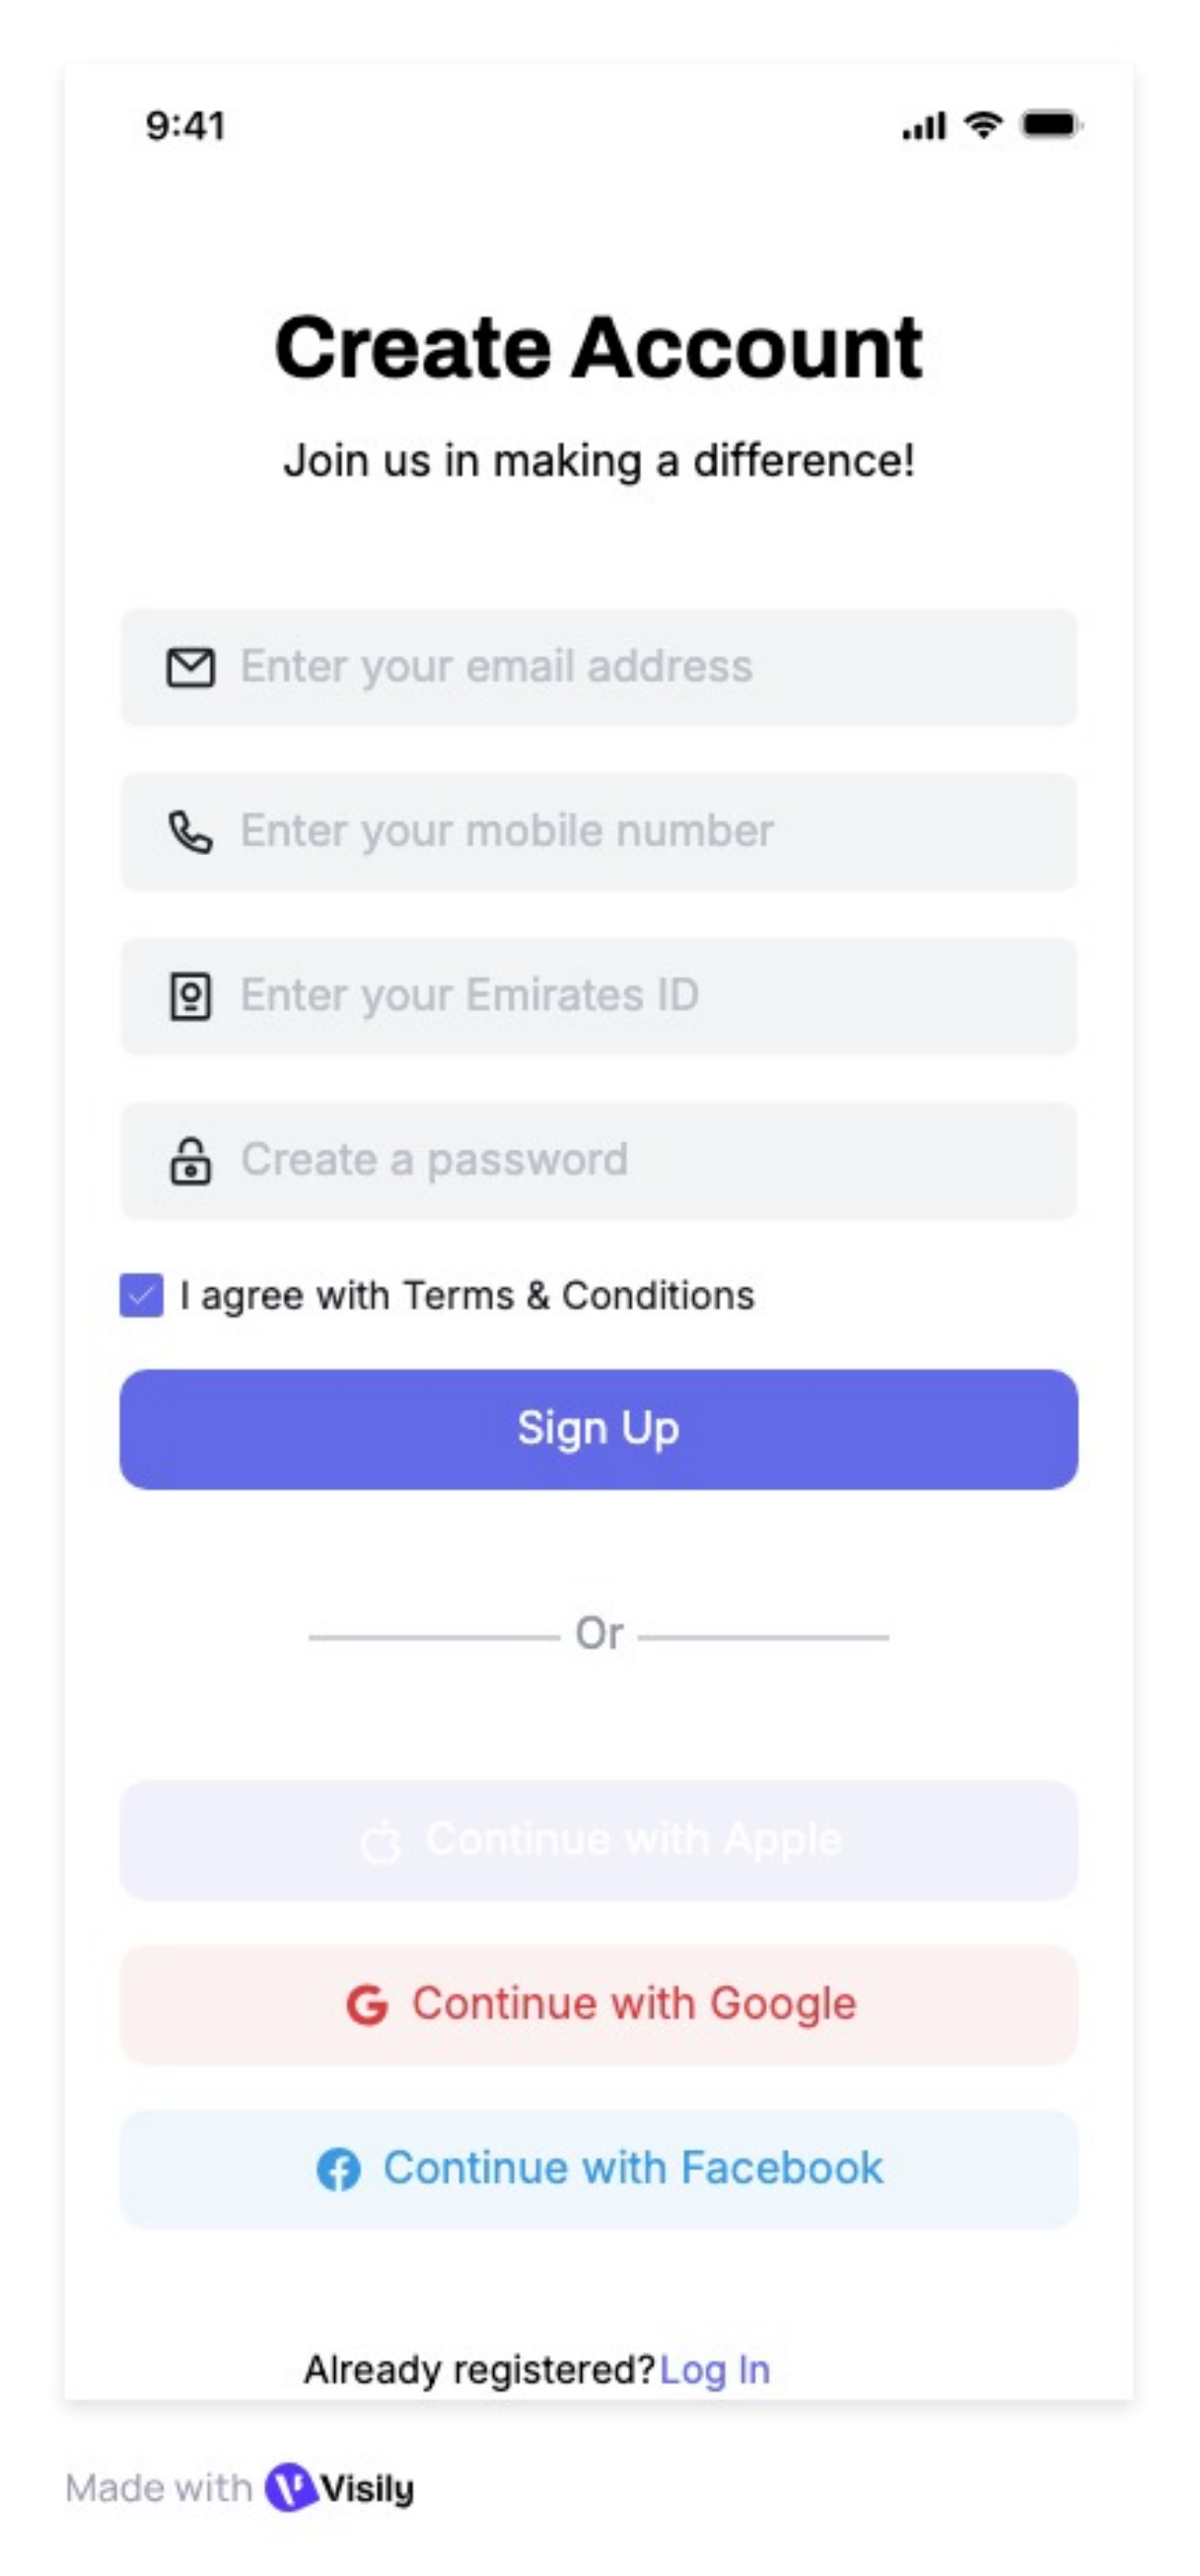 9:41
Create Account
Join us in making a difference!
Enter your email address
Enter your mobile number
Enter your Emirates ID
Create a password
I agree with Terms & Conditions
Sign Up
Or
Continue with Apple
Continue with Google
Continue with Facebook
Already registered? Log In
Made with Visily